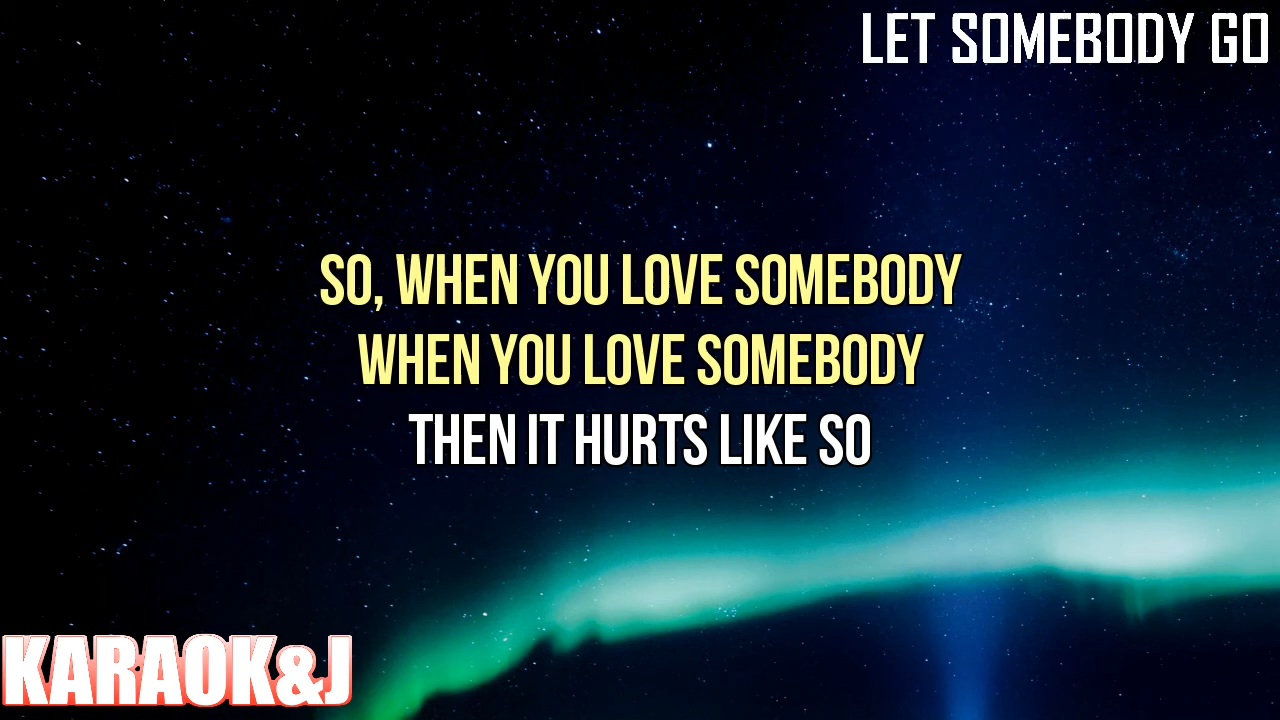 LET SOMEBODY GO
SO, WHEN YOU LOVE SOMEBODY
WHEN YOU LOVE SOMEBODY
THEN IT HURTS LIKE SO
KARAOK&J